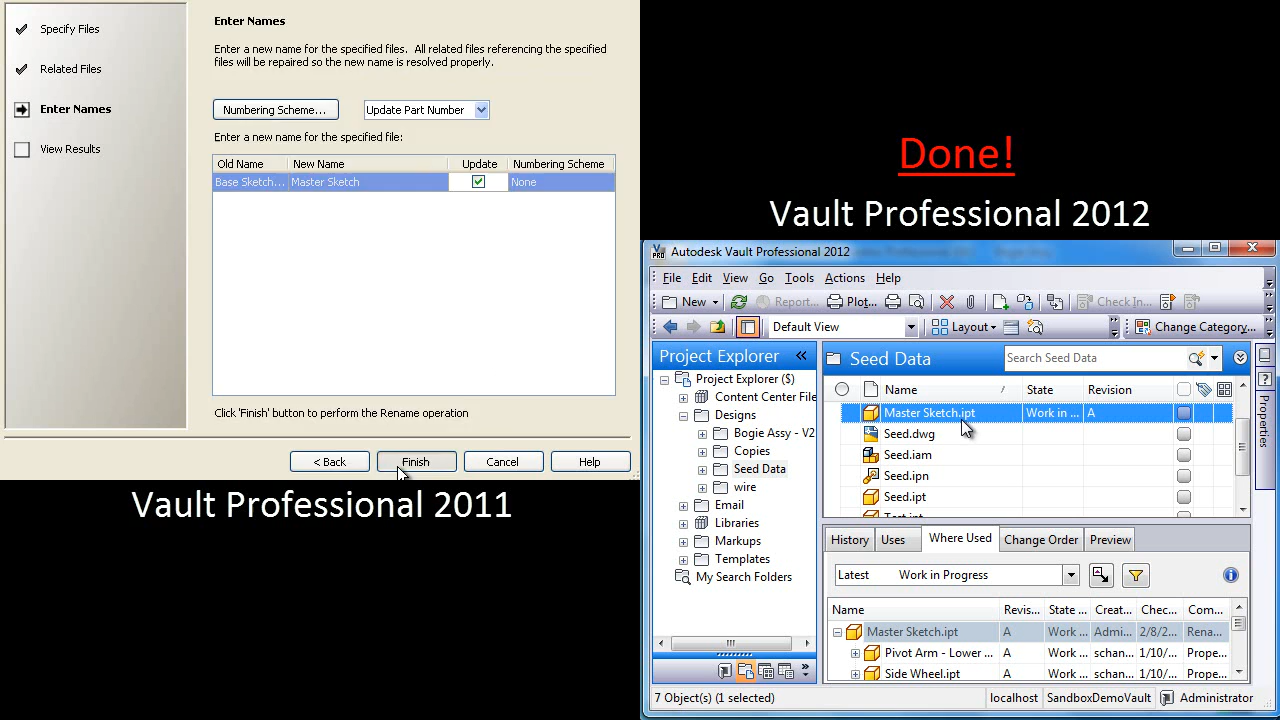 Specify Files
Related Files
Enter Names
View Results
Enter Names
Enter a new name for the specified files. All related files referencing the specified
files will be repaired so the new name is resolved properly.
Numbering Scheme...
Update Part Number
Enter a new name for the specified file:
Old Name New Name Update Numbering Scheme
Base Sketch... Master Sketch None
Click 'Finish' button to perform the Rename operation
< Back Finish Cancel Help
Vault Professional 2011
Done!
Vault Professional 2012
Autodesk Vault Professional 2012
File Edit View Go Tools Actions Help
New Report... Plot... Check In...
Default View Layout Change Category...
Project Explorer
Project Explorer ($)
Content Center File
Designs
Bogie Assy - V2
Copies
Seed Data
wire
Email
Libraries
Markups
Templates
My Search Folders
Seed Data
Search Seed Data
Name State Revision
Master Sketch.ipt Work in ... A
Seed.dwg
Seed.iam
Seed.ipn
Seed.ipt
History Uses Where Used Change Order Preview
Latest Work in Progress
Name Revis... State ... Creat... Chec... Com...
Master Sketch.ipt A Work ... Admi... 2/8/2... Rena...
Pivot Arm - Lower ... A Work ... schan... 1/10/... Prope...
Side Wheel.ipt A Work ... schan... 1/10/... Prope...
Properties
7 Object(s) (1 selected) localhost SandboxDemoVault Administrator